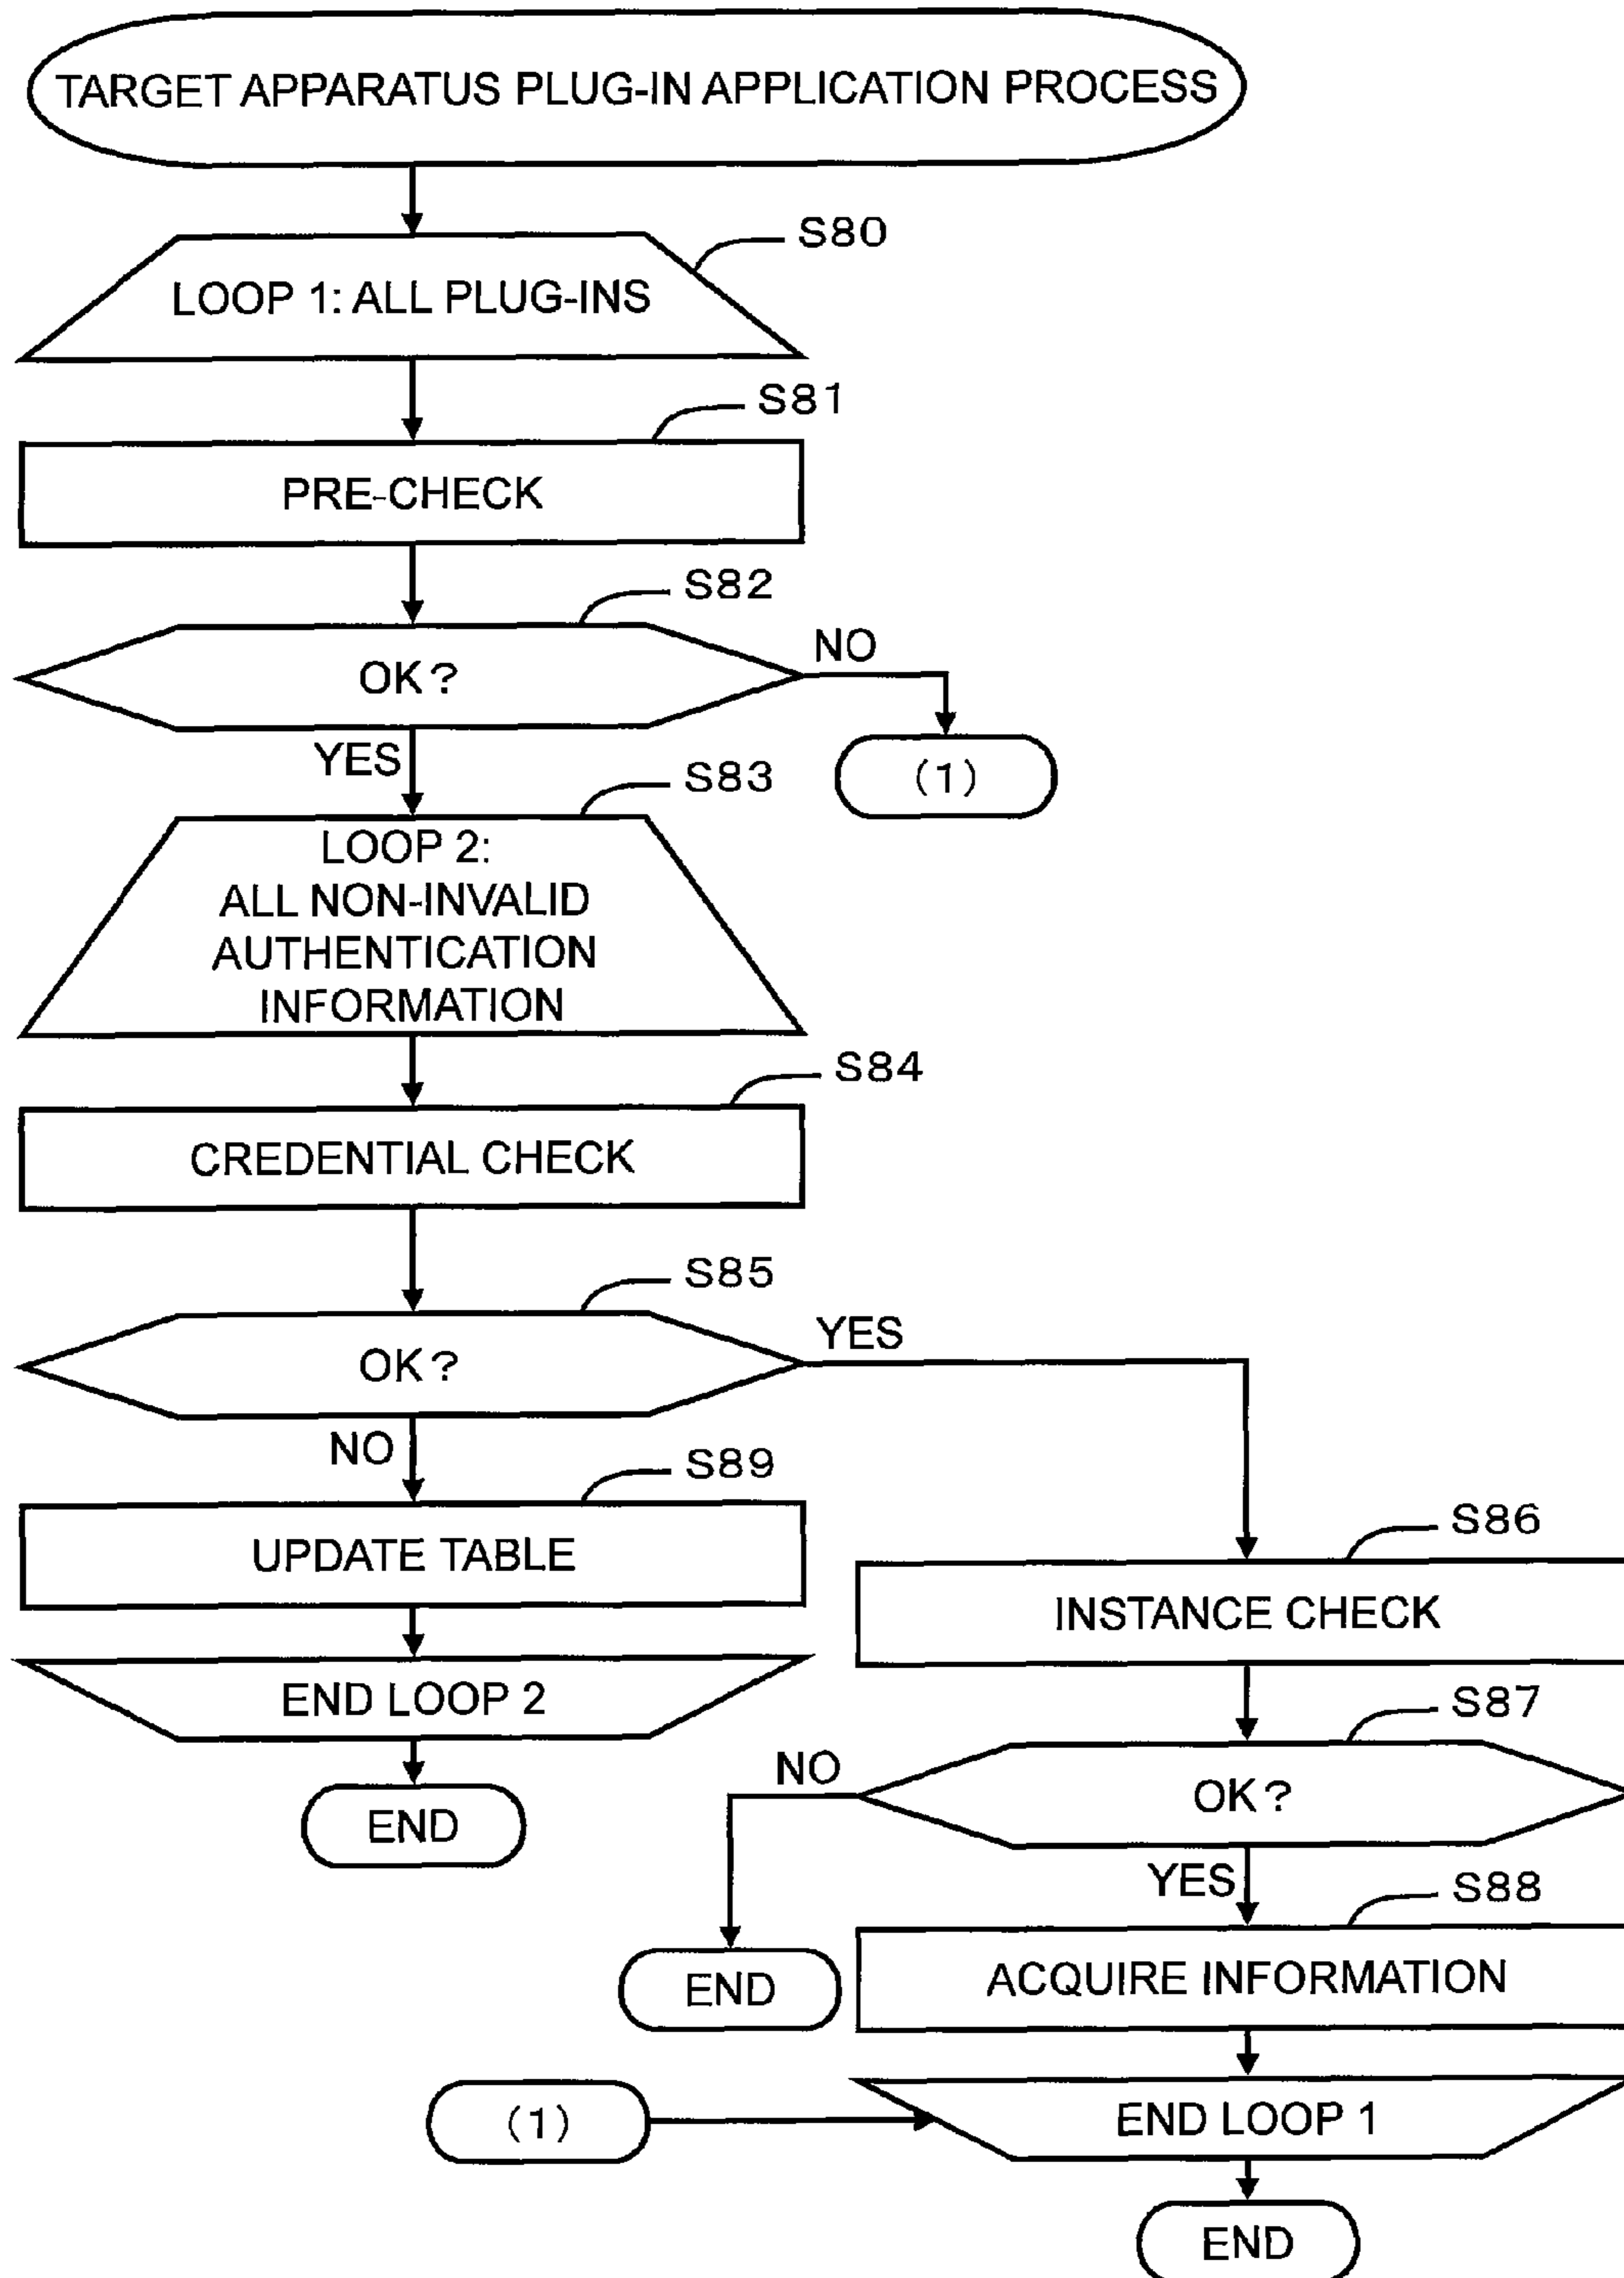 TARGET APPARATUS PLUG-IN APPLICATION PROCESS
S80
LOOP 1: ALL PLUG-INS
S81
PRE-CHECK
S82
OK?
NO
(1)
YES
S83
LOOP 2:
ALL NON-INVALID
AUTHENTICATION
INFORMATION
S84
CREDENTIAL CHECK
S85
OK?
YES
NO
S89
UPDATE TABLE
END LOOP 2
END
S86
INSTANCE CHECK
S87
OK?
NO
END
YES
S88
ACQUIRE INFORMATION
(1)
END LOOP 1
END